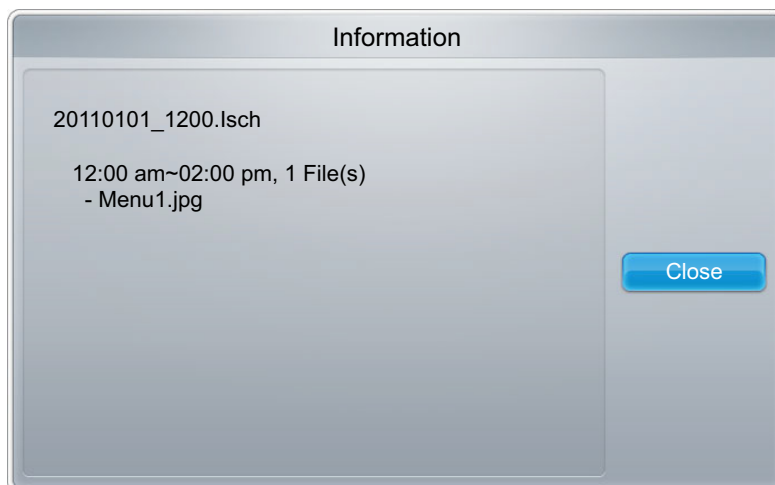 Information
20110101_1200.lsch
12:00 am~02:00 pm, 1 File(s)
- Menu1.jpg
Close